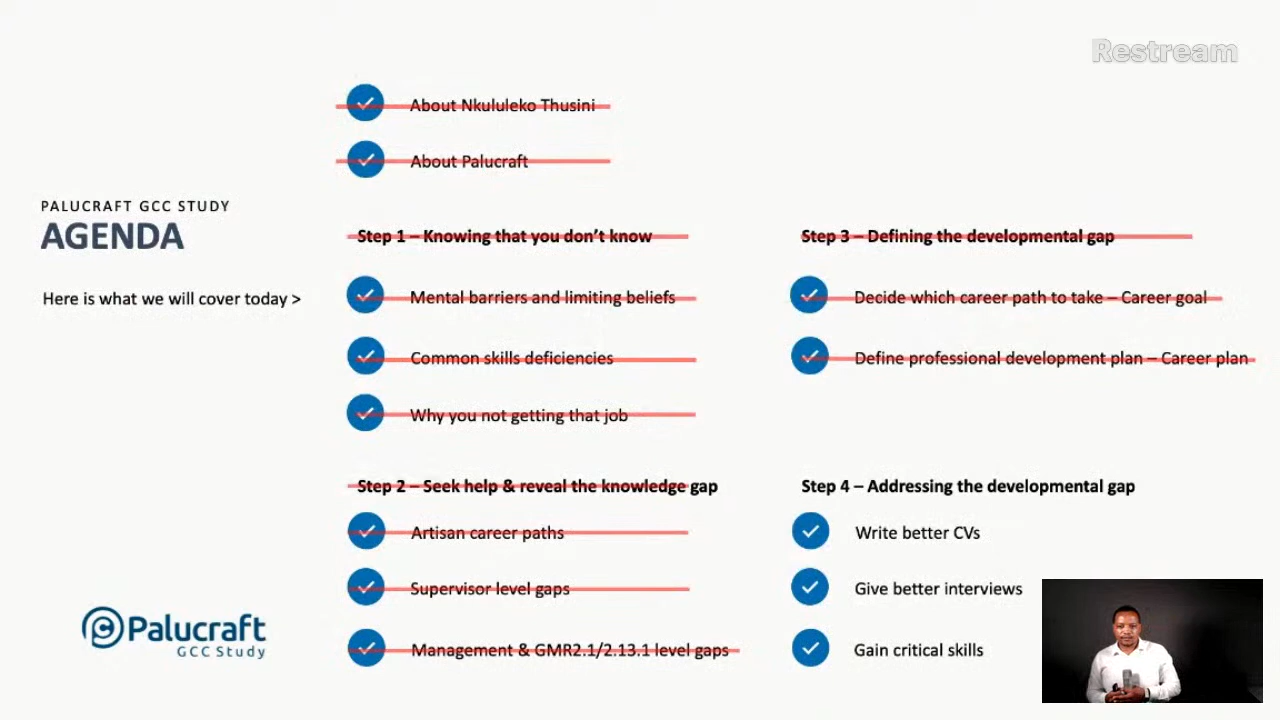 Restream
About Nkululeko Thusini
About Palucraft
PALUCRAFT GCC STUDY
AGENDA
Here is what we will cover today >
Step 1 – Knowing that you don’t know
Mental barriers and limiting beliefs
Common skills deficiencies
Why you not getting that job
Step 2 – Seek help & reveal the knowledge gap
Artisan career paths
Supervisor level gaps
Management & GMR2.1/2.13.1 level gaps
Step 3 – Defining the developmental gap
Decide which career path to take – Career goal
Define professional development plan – Career plan
Step 4 – Addressing the developmental gap
Write better CVs
Give better interviews
Gain critical skills
Palucraft
GCC Study